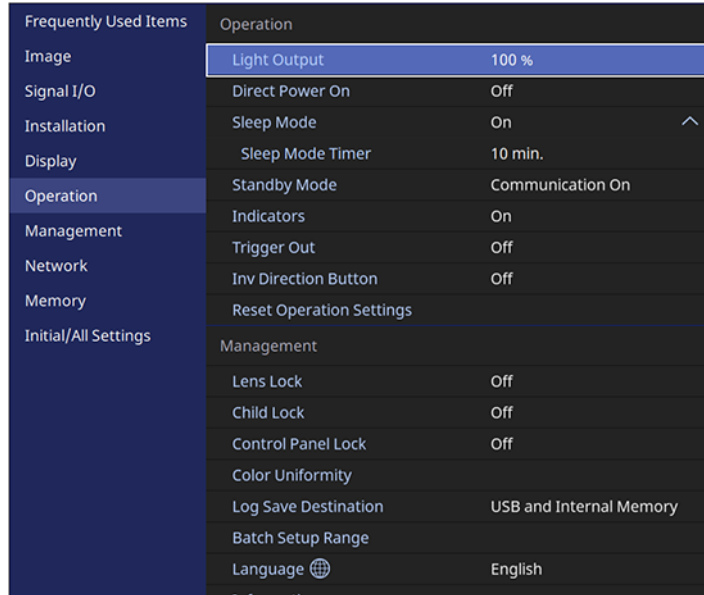 Frequently Used Items
Image
Signal I/O
Installation
Display
Operation
Management
Network
Memory
Initial/All Settings
Operation
Light Output 100 %
Direct Power On Off
Sleep Mode On
Sleep Mode Timer 10 min.
Standby Mode Communication On
Indicators On
Trigger Out Off
Inv Direction Button Off
Reset Operation Settings
Management
Lens Lock Off
Child Lock Off
Control Panel Lock Off
Color Uniformity
Log Save Destination USB and Internal Memory
Batch Setup Range
Language English